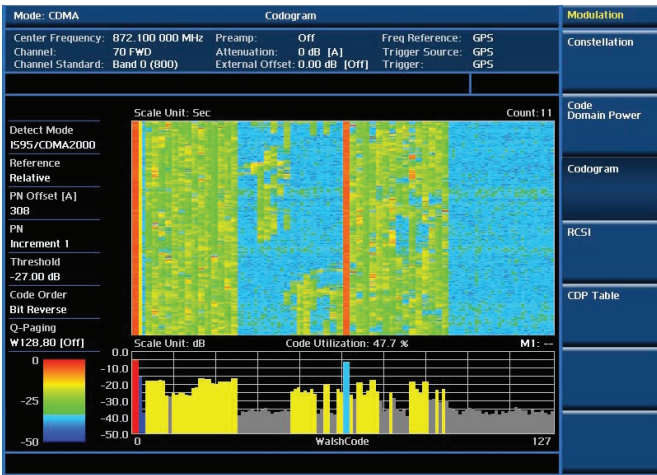 Mode: CDMA
Codogram
Modulation
Center Frequency: 872.100 000 MHz
Preamp: Off
Freq Reference: GPS
Channel: 70 FWD
Attenuation: 0 dB [A]
Trigger Source: GPS
Channel Standard: Band 0 (800)
External Offset: 0.00 dB [Off]
Trigger: GPS
Constellation
Code
Domain Power
Codogram
RCSI
CDP Table
Scale Unit: Sec
Count: 11
Detect Mode
IS95/CDMA2000
Reference
Relative
PN Offset [A]
308
PN
Increment 1
Threshold
-27.00 dB
Code Order
Bit Reverse
Q-Paging
W128,80 [Off]
Scale Unit: dB
Code Utilization: 47.7 %
M1: --
0
-25
-50
0.0
-10.0
-20.0
-30.0
-40.0
-50.0
0
WalshCode
127